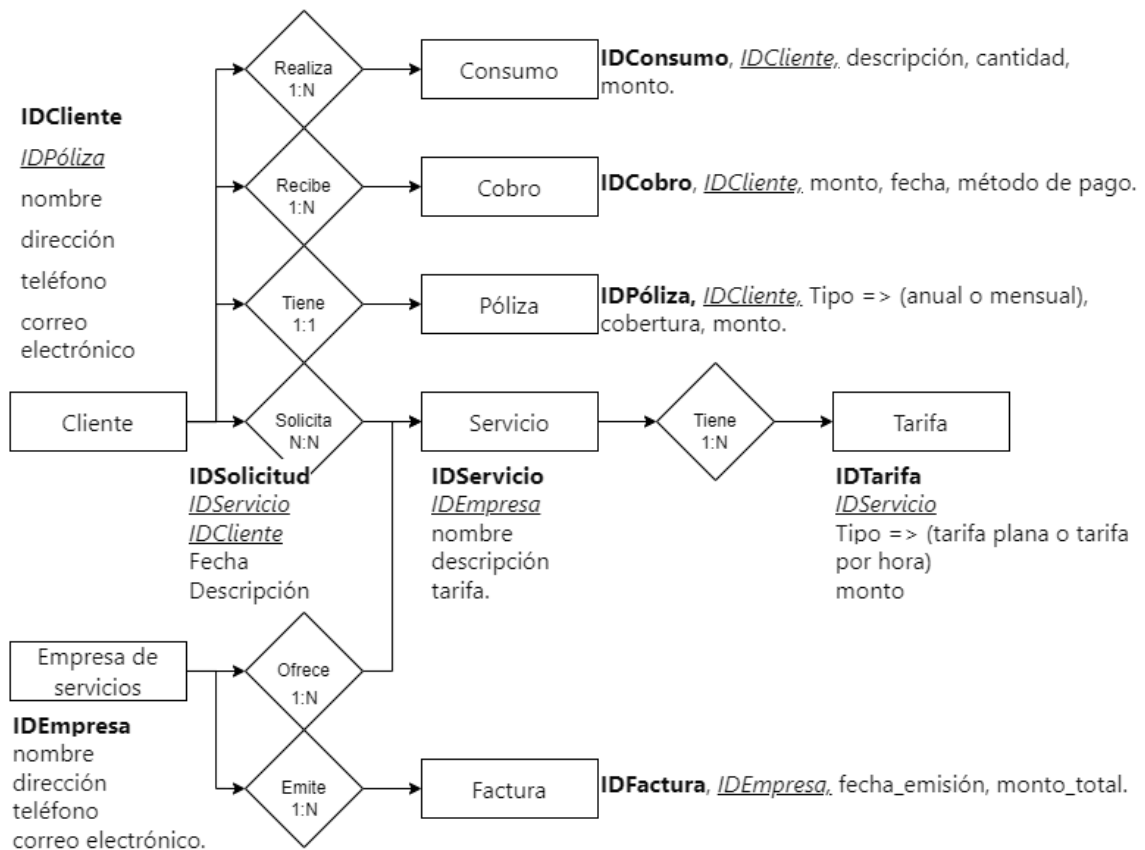 Realiza
1:N
Consumo
IDConsumo, IDCliente, descripción, cantidad,
monto.
IDCliente
IDPóliza
nombre
dirección
teléfono
correo
electrónico
Recibe
1:N
Cobro
IDCobro, IDCliente, monto, fecha, método de pago.
Tiene
1:1
Póliza
IDPóliza, IDCliente, Tipo => (anual o mensual),
cobertura, monto.
Cliente
Solicita
N:N
Servicio
Tiene
1:N
Tarifa
IDSolicitud
IDServicio
IDCliente
Fecha
Descripción
IDServicio
IDEmpresa
nombre
descripción
tarifa.
IDTarifa
IDServicio
Tipo => (tarifa plana o tarifa
por hora)
monto
Empresa de
servicios
Ofrece
1:N
IDEmpresa
nombre
dirección
teléfono
correo electrónico.
Emite
1:N
Factura
IDFactura, IDEmpresa, fecha_emisión, monto_total.